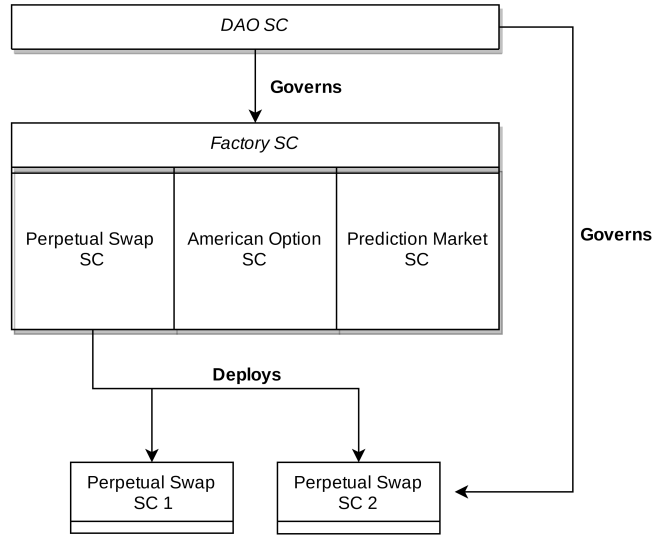 DAO SC
Governs
Factory SC
Perpetual Swap
SC
American Option
SC
Prediction Market
SC
Governs
Deploys
Perpetual Swap
SC 1
Perpetual Swap
SC 2